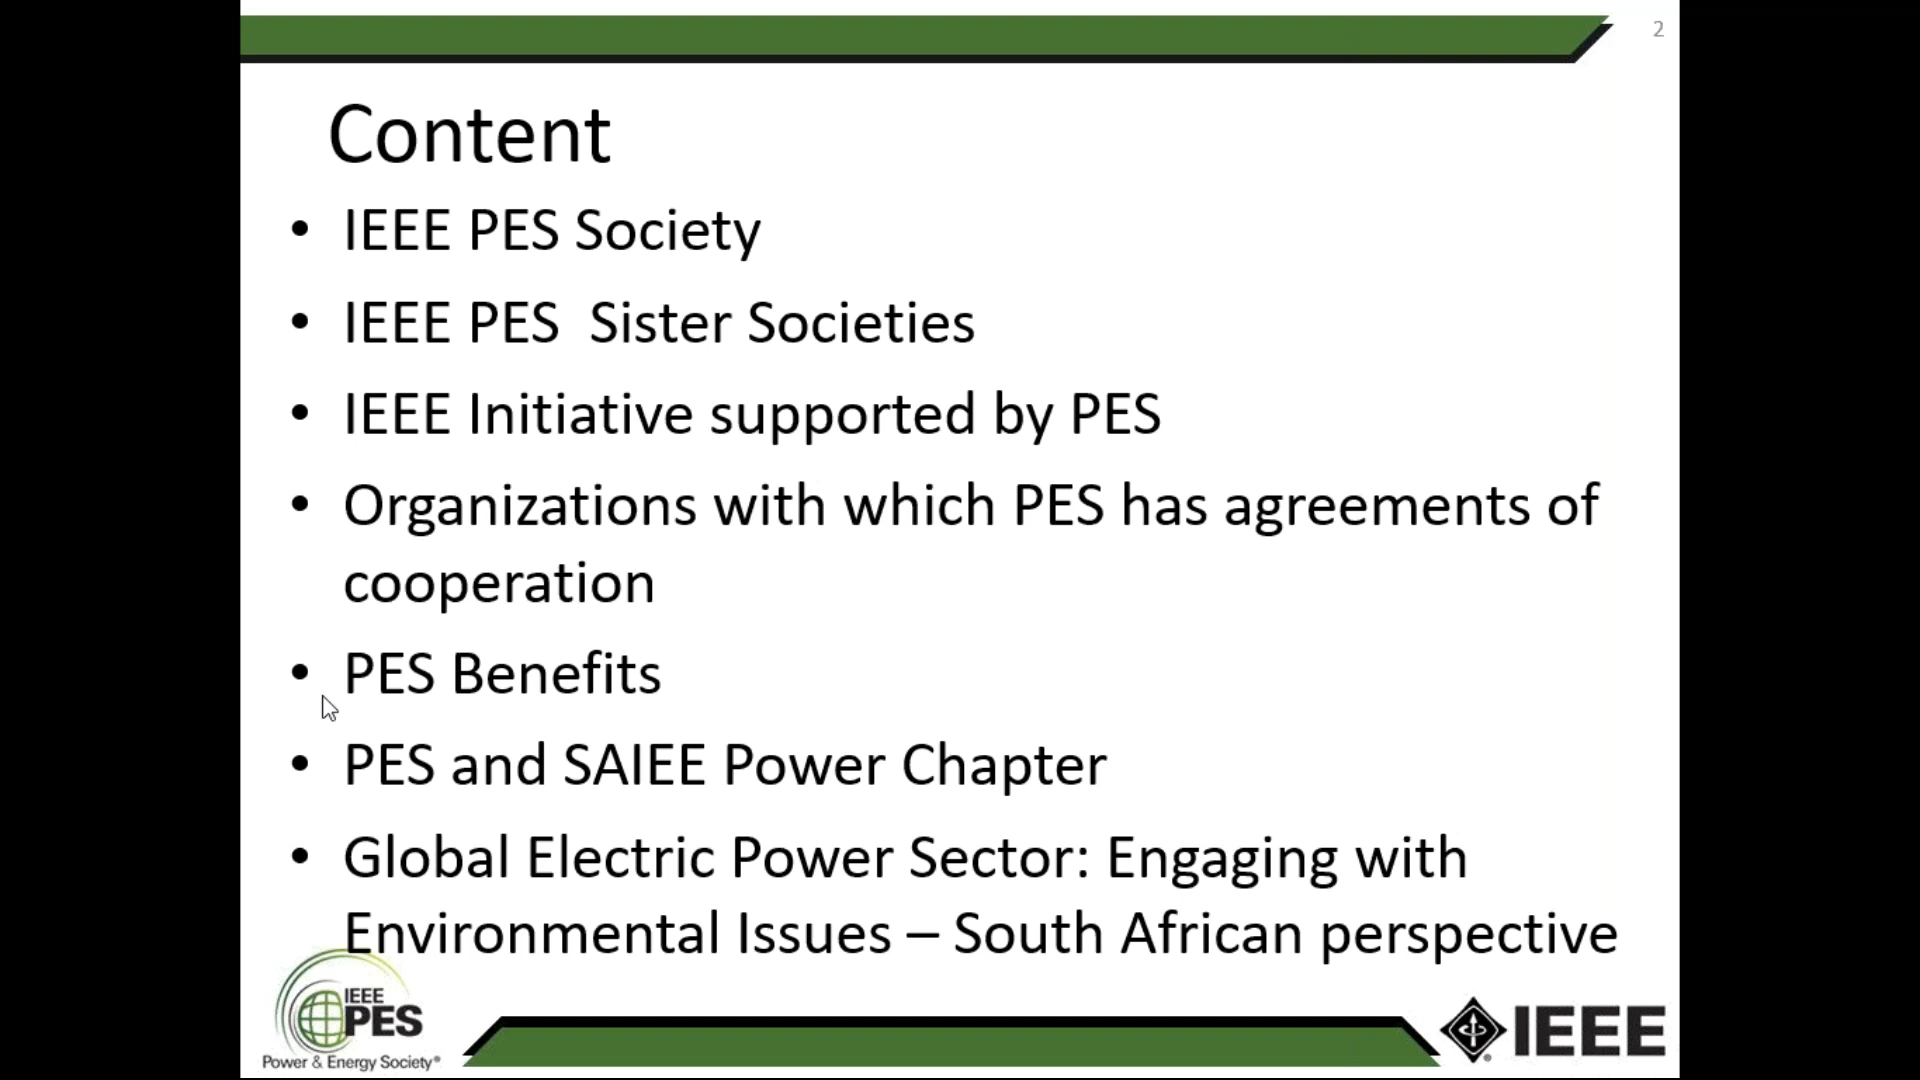 2
Content
• IEEE PES Society
• IEEE PES  Sister Societies
• IEEE Initiative supported by PES
• Organizations with which PES has agreements of
cooperation
• PES Benefits
• PES and SAIEE Power Chapter
• Global Electric Power Sector: Engaging with
Environmental Issues – South African perspective
IEEE
PES
Power & Energy Society®
IEEE